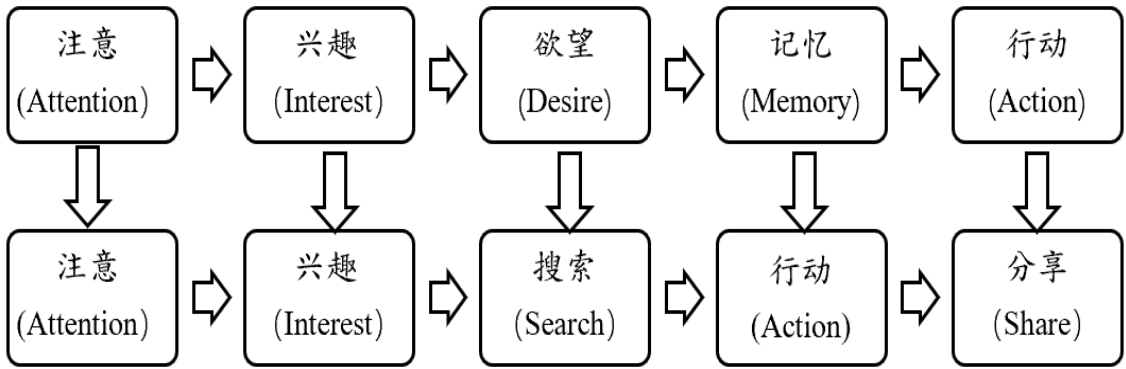 注意
(Attention）
兴趣
（Interest）
欲望
(Desire）
记忆
(Memory)
行动
(Action）
注意
(Attention）
兴趣
（Interest）
搜索
（Search）
行动
(Action）
分享
（Share）